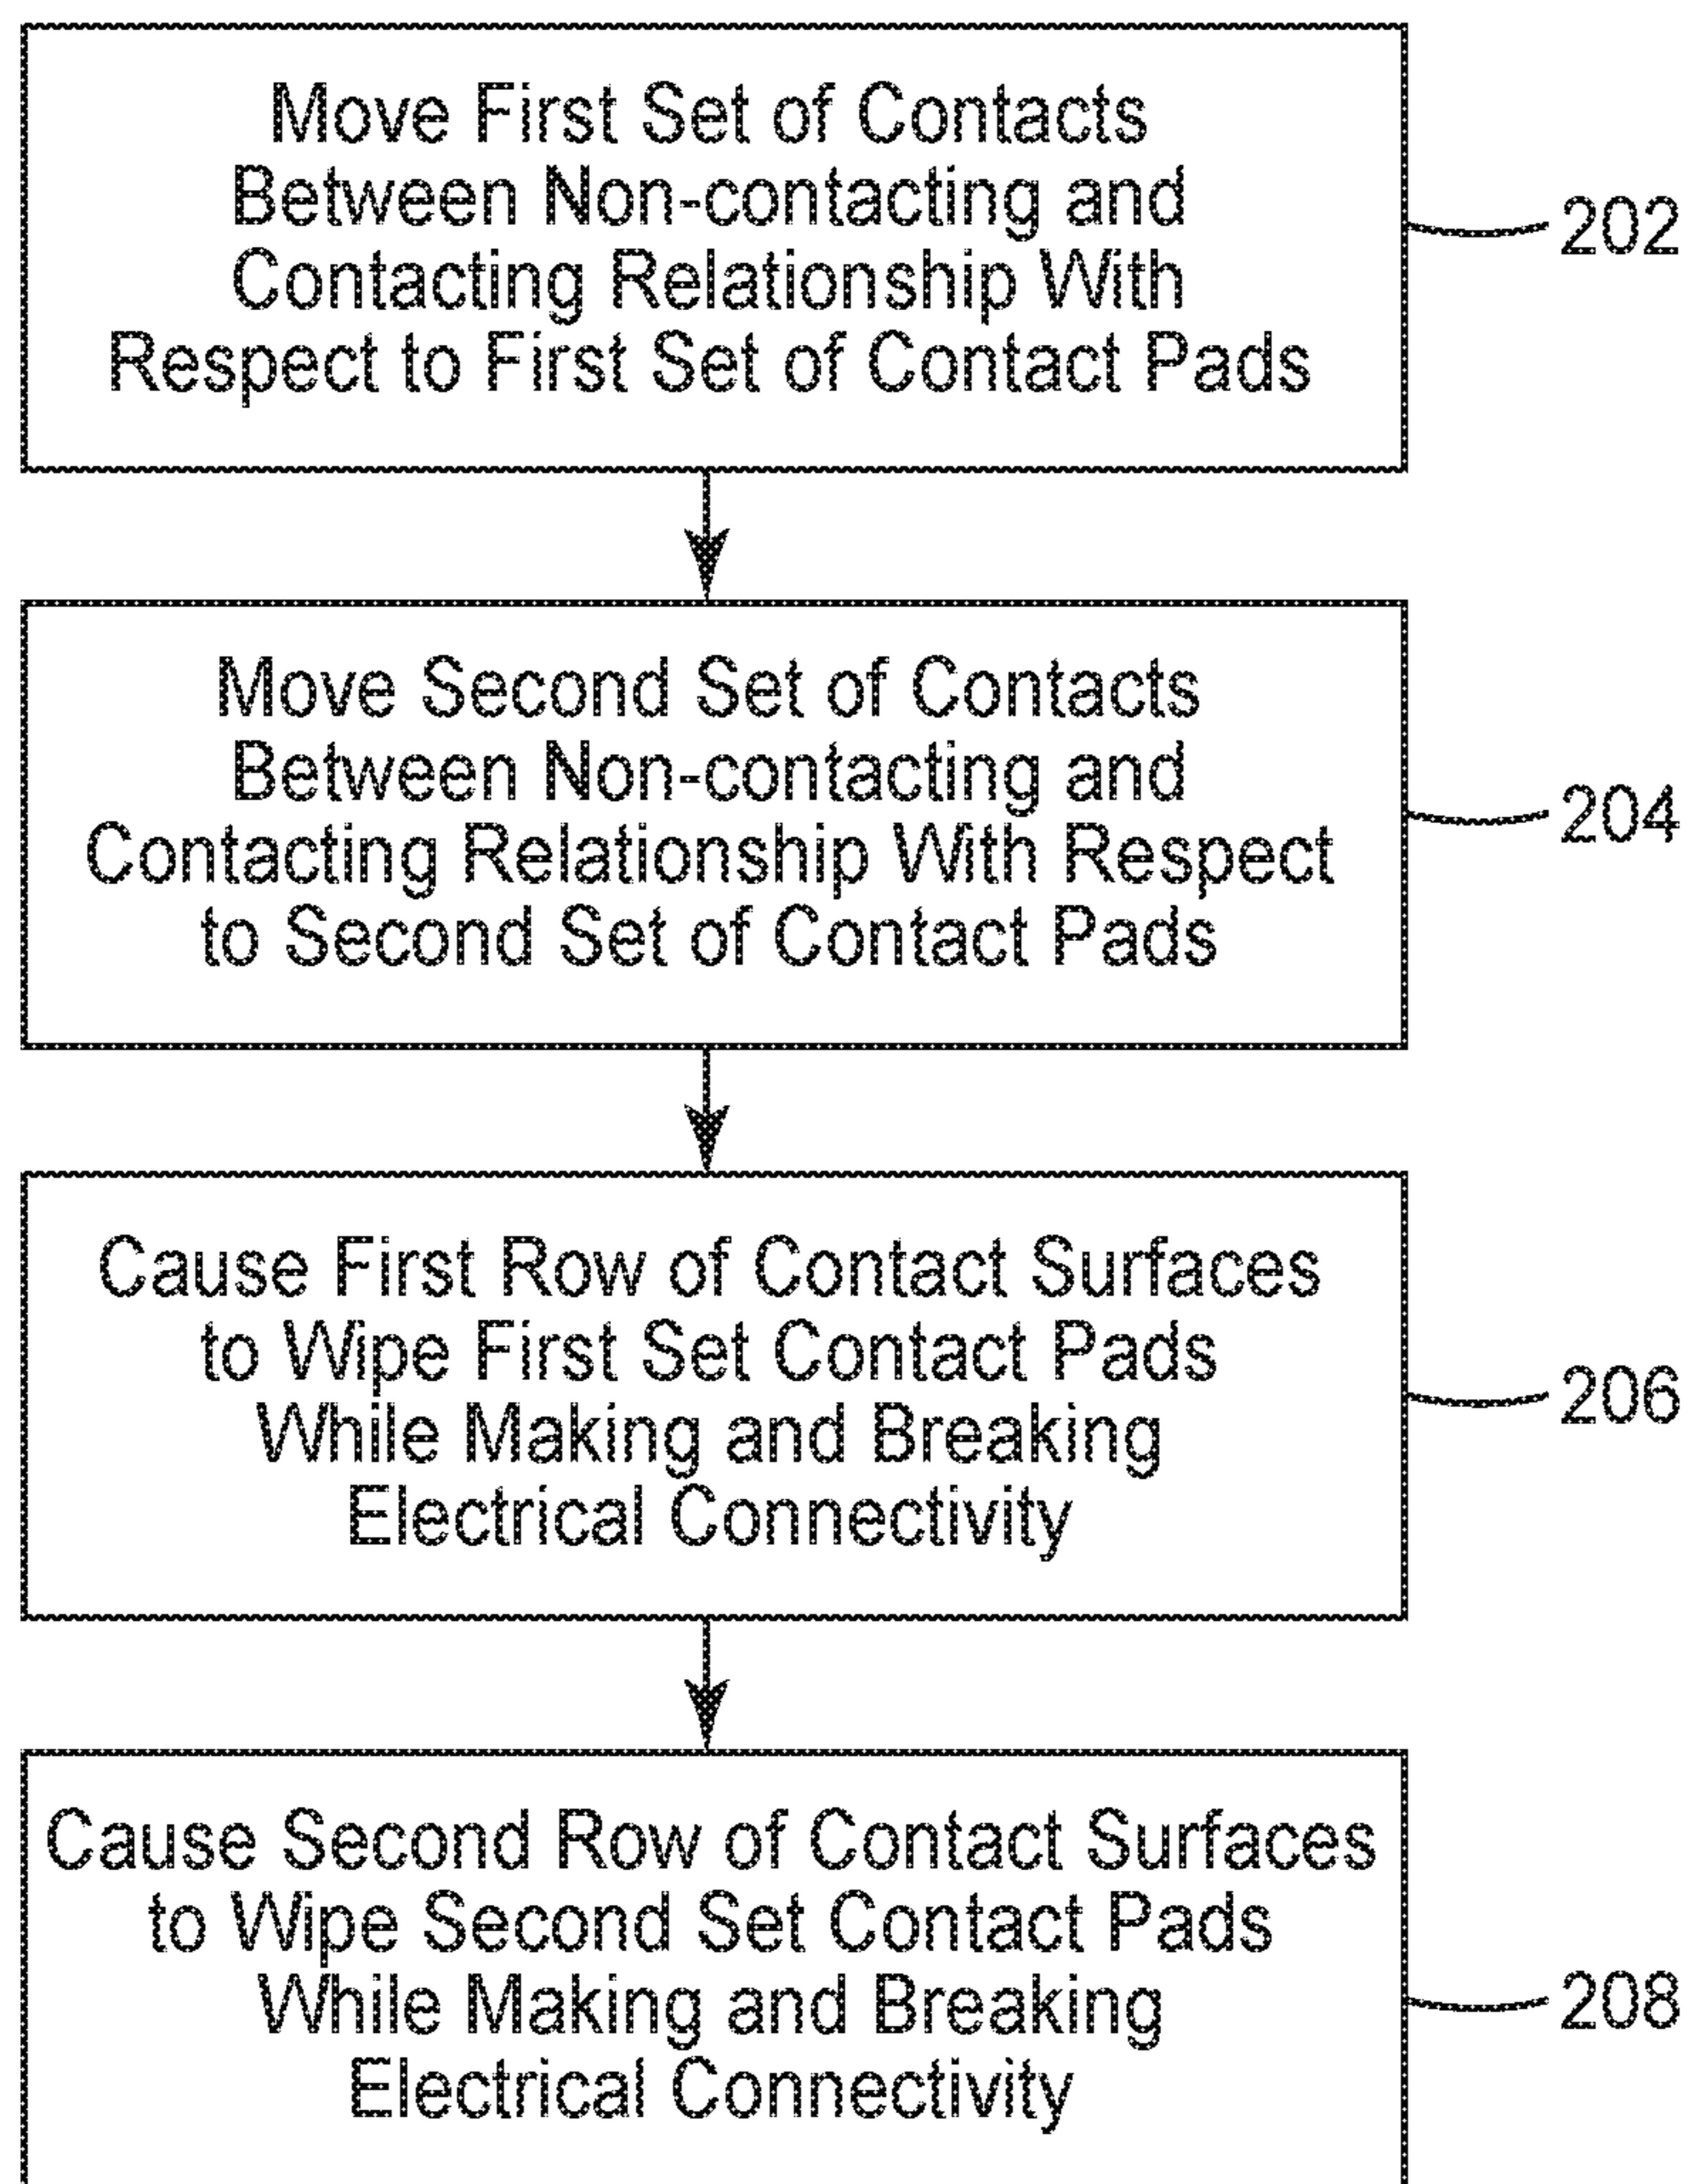 Move First Set of Contacts
Between Non-contacting and
Contacting Relationship With
Respect to First Set of Contact Pads
202
Move Second Set of Contacts
Between Non-contacting and
Contacting Relationship With Respect
to Second Set of Contact Pads
204
Cause First Row of Contact Surfaces
to Wipe First Set Contact Pads
While Making and Breaking
Electrical Connectivity
206
Cause Second Row of Contact Surfaces
to Wipe Second Set Contact Pads
While Making and Breaking
Electrical Connectivity
208